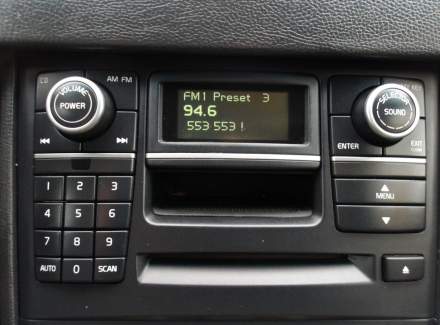 CD
AM FM
VOLUME
POWER
FM1 Preset 3
94.6
553 553 !
SELECTOR
SOUND
ENTER
EXIT
1 2 3
4 5 6
7 8 9
AUTO 0 SCAN
MENU